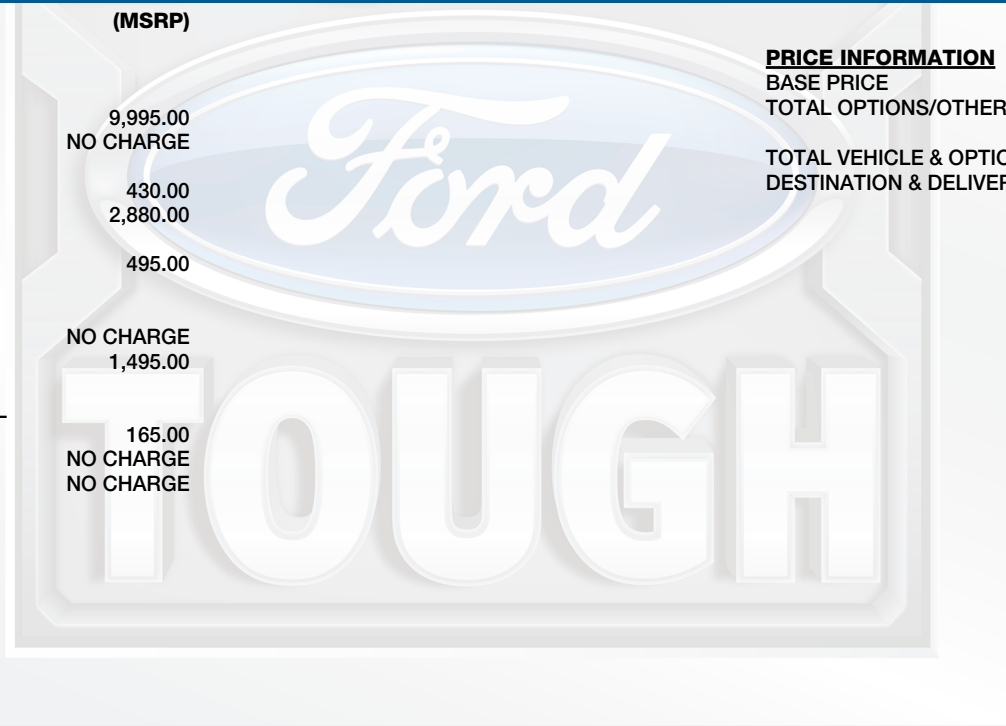 (MSRP)
9,995.00
NO CHARGE
430.00
2,880.00
495.00
NO CHARGE
1,495.00
165.00
NO CHARGE
NO CHARGE
PRICE INFORMATION
BASE PRICE
TOTAL OPTIONS/OTHER
TOTAL VEHICLE & OPTIO
DESTINATION & DELIVER
Ford
TOUGH